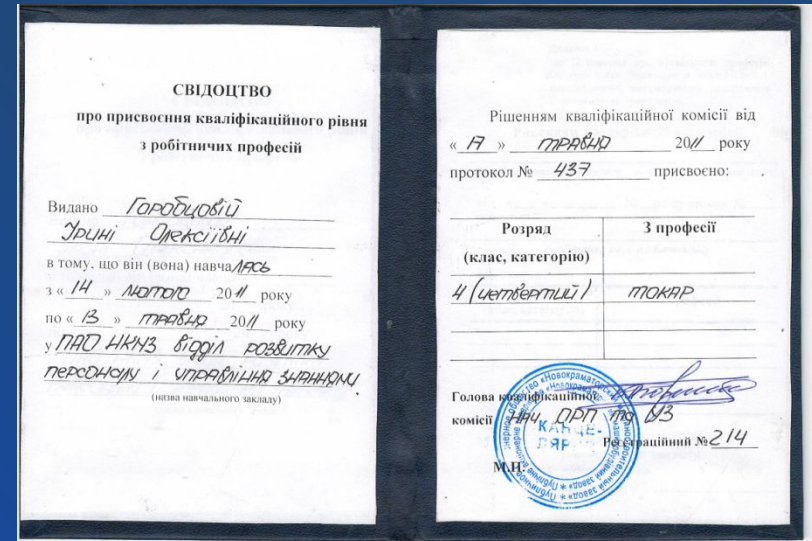 СВІДОЦТВО
про присвоєння кваліфікаційного рівня
з робітничих професій
Видано Горобцовій
Ірині Олексіївні
в тому, що він (вона) навчалась
з « 14 » лютого 2011 року
по « 13 » травня 2011 року
у ПАО НКМЗ відділ розвитку
персоналу і управління знаннями
(назва навчального закладу)
Рішенням кваліфікаційної комісії від
« 17 » травня 2011 року
протокол № 437 присвоєно:
Розряд
(клас, категорію)
З професії
4 (четвертий) токар
Голова кваліфікаційної
комісії Нач. ОРП та УЗ
Реєстраційний № 214
М.П.
КАНЦЕ-
ЛЯРІЯ